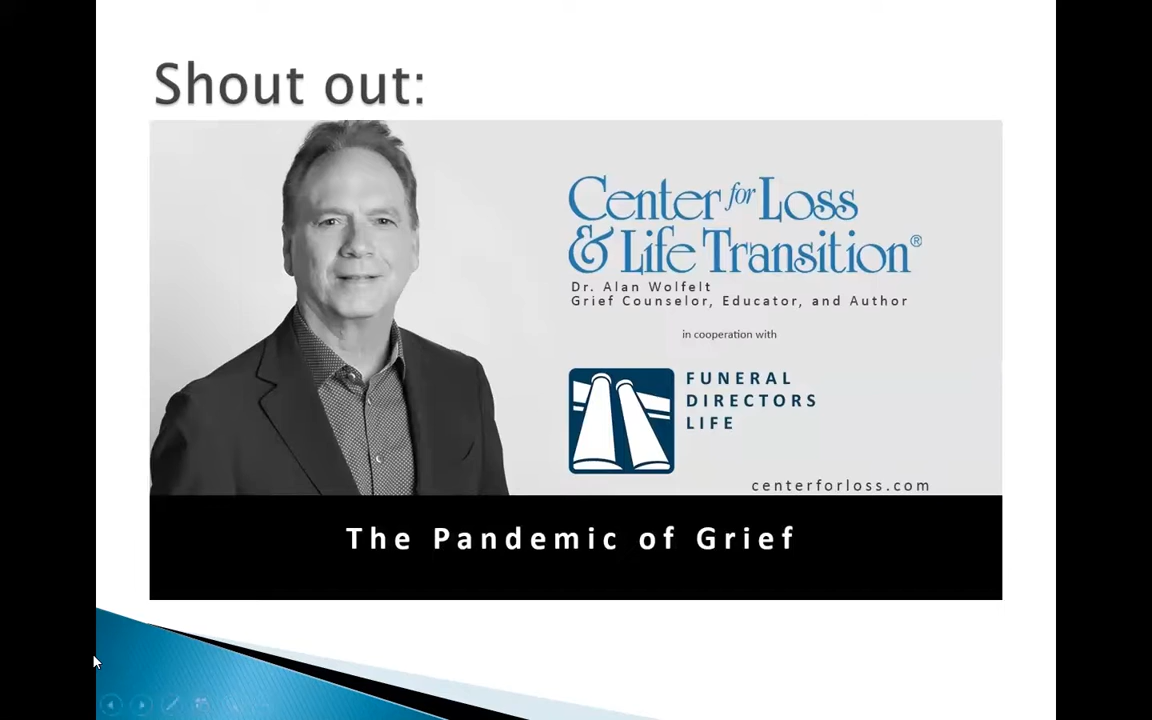 Shout out:
Center for Loss
& Life Transition®
Dr. Alan Wolfelt
Grief Counselor, Educator, and Author
in cooperation with
FUNERAL
DIRECTORS
LIFE
centerforloss.com
The Pandemic of Grief